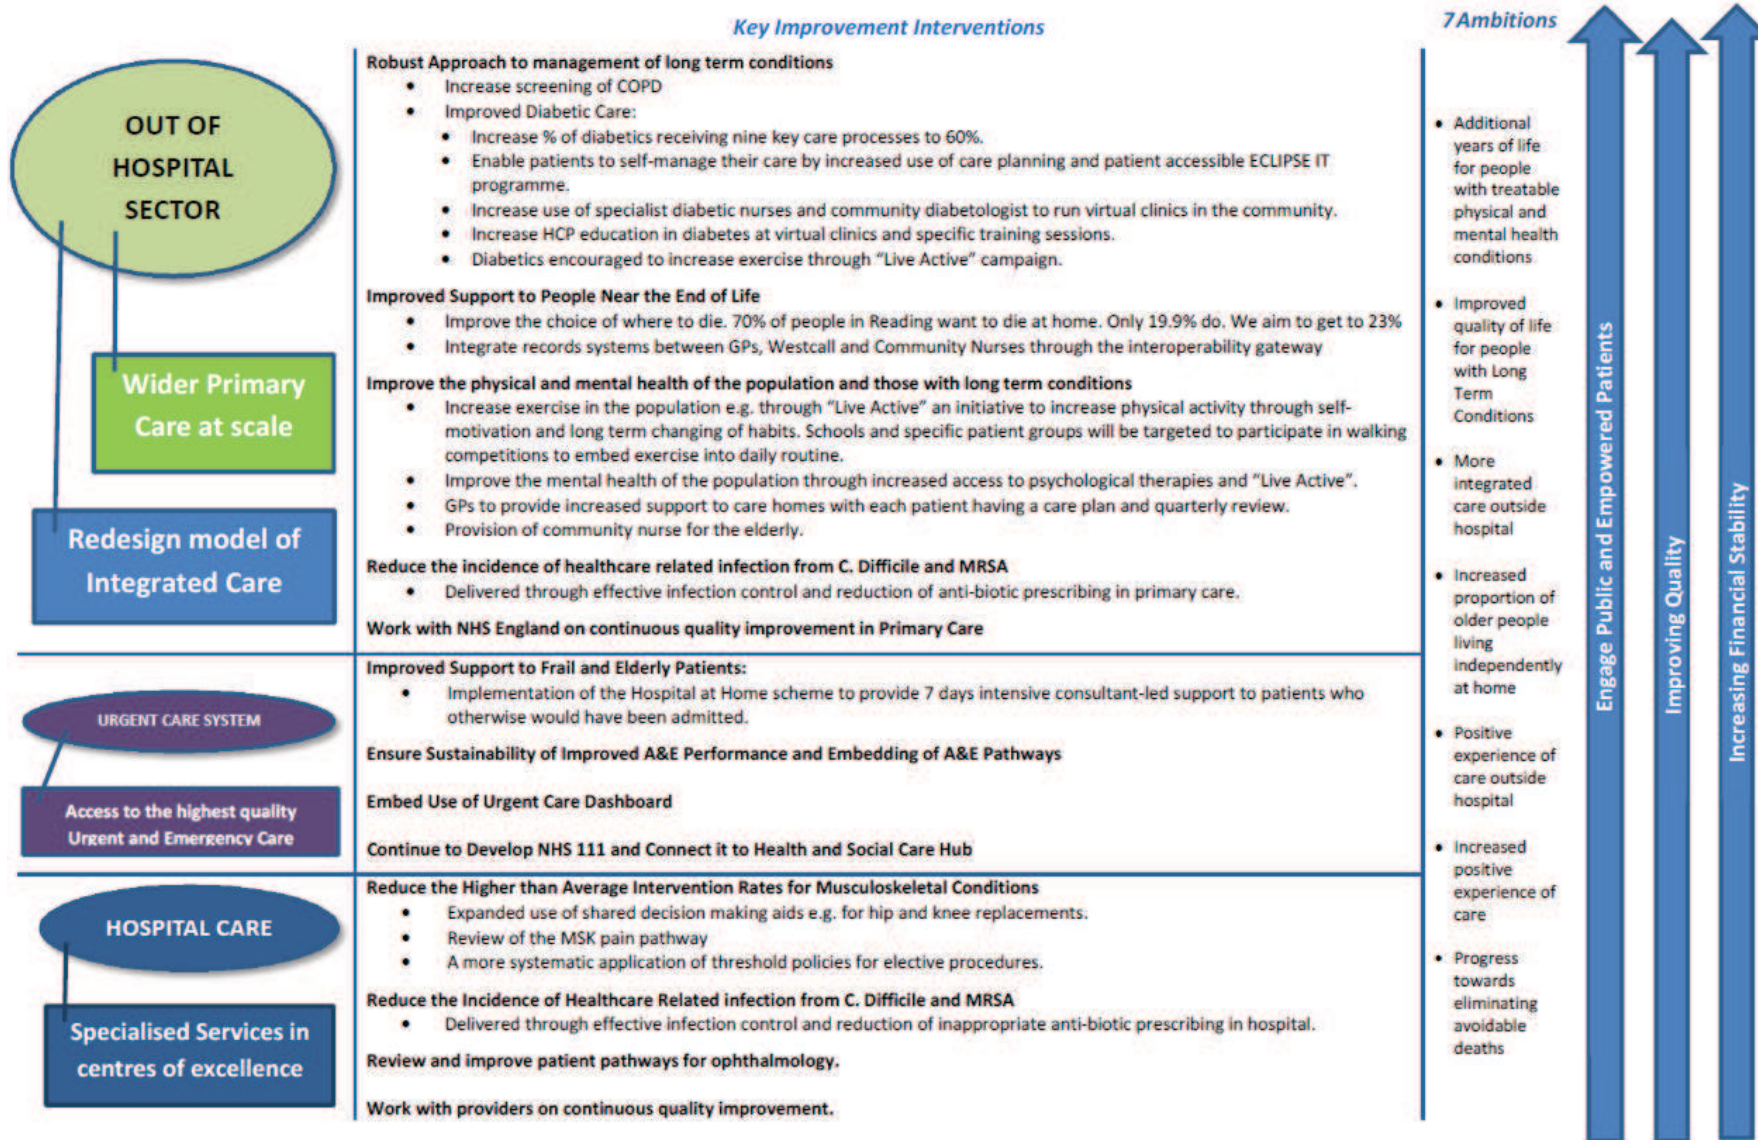 Key Improvement Interventions
7 Ambitions
OUT OF
HOSPITAL
SECTOR
Wider Primary
Care at scale
Redesign model of
Integrated Care
Robust Approach to management of long term conditions
• Increase screening of COPD
• Improved Diabetic Care:
• Increase % of diabetics receiving nine key care processes to 60%.
• Enable patients to self-manage their care by increased use of care planning and patient accessible ECLIPSE IT
programme.
• Increase use of specialist diabetic nurses and community diabetologist to run virtual clinics in the community.
• Increase HCP education in diabetes at virtual clinics and specific training sessions.
• Diabetics encouraged to increase exercise through “Live Active” campaign.
Improved Support to People Near the End of Life
• Improve the choice of where to die. 70% of people in Reading want to die at home. Only 19.9% do. We aim to get to 23%
• Integrate records systems between GPs, Westcall and Community Nurses through the interoperability gateway
Improve the physical and mental health of the population and those with long term conditions
• Increase exercise in the population e.g. through “Live Active” an initiative to increase physical activity through self-
motivation and long term changing of habits. Schools and specific patient groups will be targeted to participate in walking
competitions to embed exercise into daily routine.
• Improve the mental health of the population through increased access to psychological therapies and “Live Active”.
• GPs to provide increased support to care homes with each patient having a care plan and quarterly review.
• Provision of community nurse for the elderly.
Reduce the incidence of healthcare related infection from C. Difficile and MRSA
• Delivered through effective infection control and reduction of anti-biotic prescribing in primary care.
Work with NHS England on continuous quality improvement in Primary Care
URGENT CARE SYSTEM
Access to the highest quality
Urgent and Emergency Care
Improved Support to Frail and Elderly Patients:
• Implementation of the Hospital at Home scheme to provide 7 days intensive consultant-led support to patients who
otherwise would have been admitted.
Ensure Sustainability of Improved A&E Performance and Embedding of A&E Pathways
Embed Use of Urgent Care Dashboard
Continue to Develop NHS 111 and Connect it to Health and Social Care Hub
HOSPITAL CARE
Specialised Services in
centres of excellence
Reduce the Higher than Average Intervention Rates for Musculoskeletal Conditions
• Expanded use of shared decision making aids e.g. for hip and knee replacements.
• Review of the MSK pain pathway
• A more systematic application of threshold policies for elective procedures.
Reduce the Incidence of Healthcare Related infection from C. Difficile and MRSA
• Delivered through effective infection control and reduction of inappropriate anti-biotic prescribing in hospital.
Review and improve patient pathways for ophthalmology.
Work with providers on continuous quality improvement.
• Additional
years of life
for people
with treatable
physical and
mental health
conditions
• Improved
quality of life
for people
with Long
Term
Conditions
• More
integrated
care outside
hospital
• Increased
proportion of
older people
living
independently
at home
• Positive
experience of
care outside
hospital
• Increased
positive
experience of
care
• Progress
towards
eliminating
avoidable
deaths
Engage Public and Empowered Patients
Improving Quality
Increasing Financial Stability